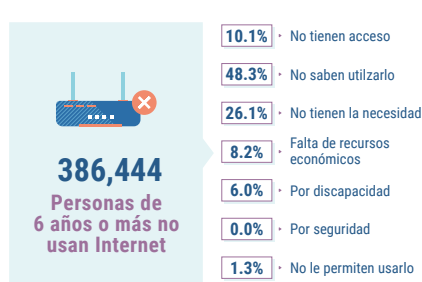 386,444
Personas de
6 años o más no
usan Internet
10.1% No tienen acceso
48.3% No saben utilzarlo
26.1% No tienen la necesidad
8.2% Falta de recursos
económicos
6.0% Por discapacidad
0.0% Por seguridad
1.3% No le permiten usarlo